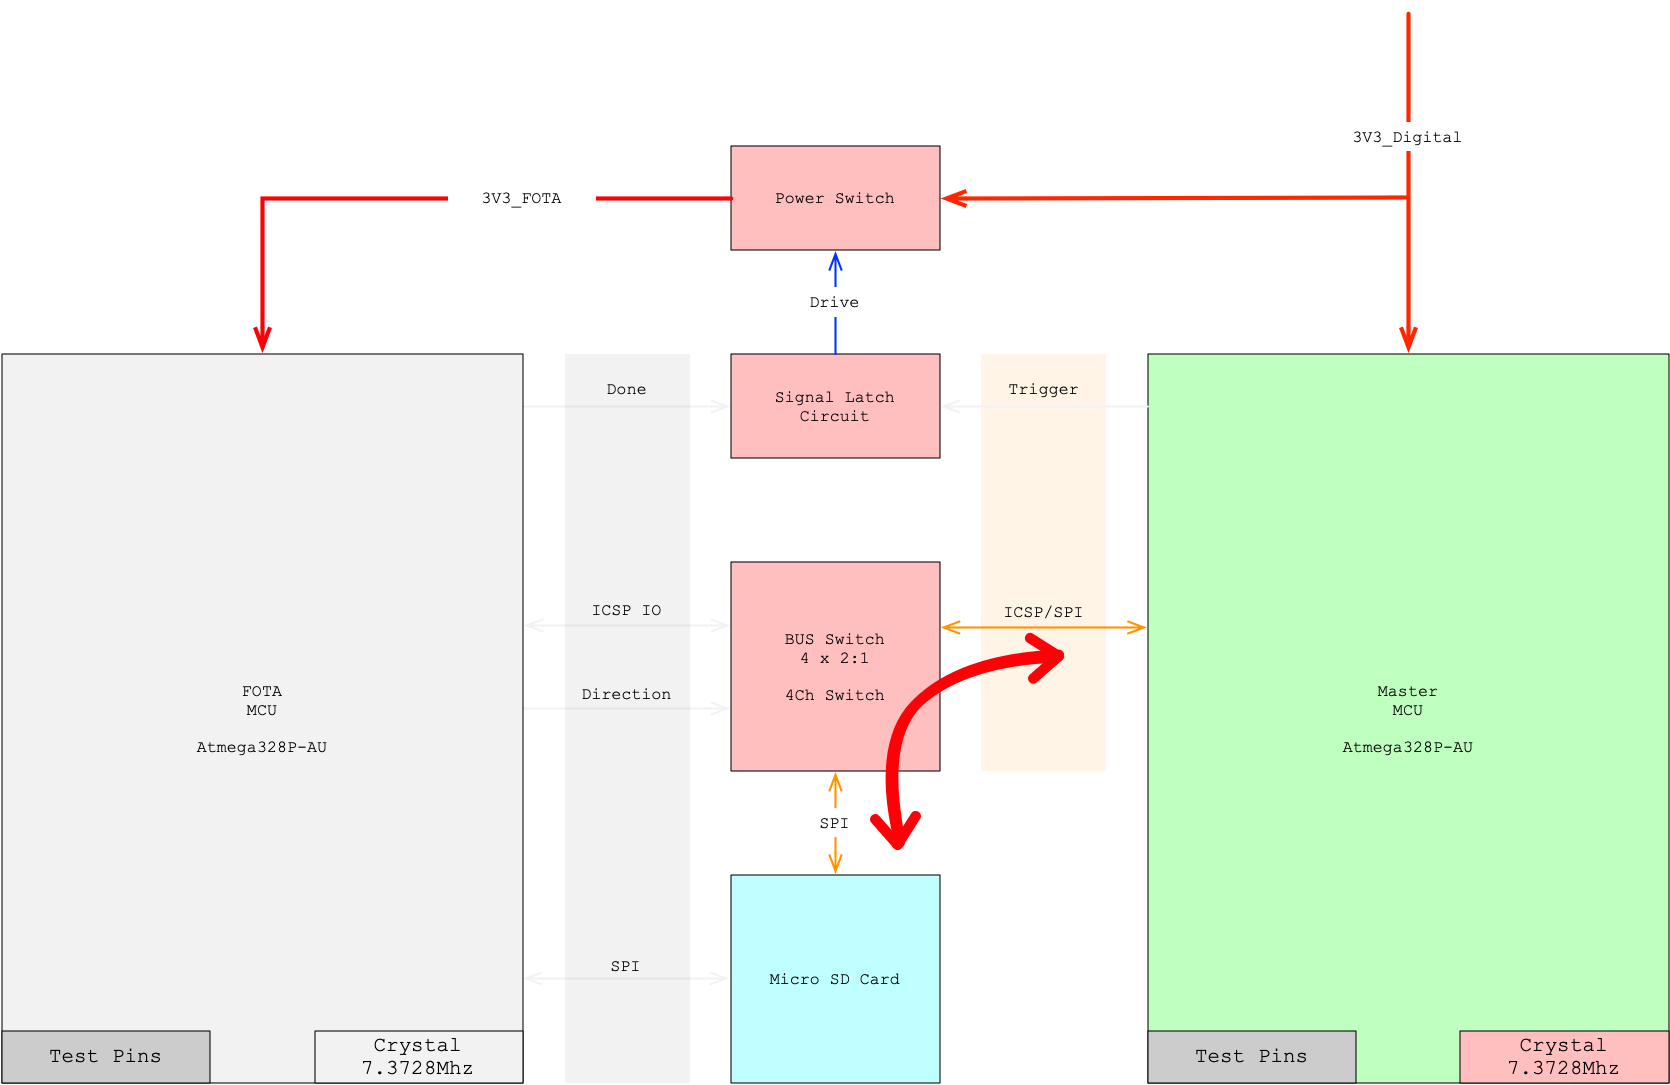 3V3_Digital
3V3_FOTA
Power Switch
Drive
Done
Signal Latch
Circuit
Trigger
ICSP IO
ICSP/SPI
BUS Switch
4 x 2:1
4Ch Switch
Direction
FOTA
MCU
Atmega328P-AU
Master
MCU
Atmega328P-AU
SPI
SPI
Micro SD Card
Test Pins
Crystal
7.3728Mhz
Test Pins
Crystal
7.3728Mhz